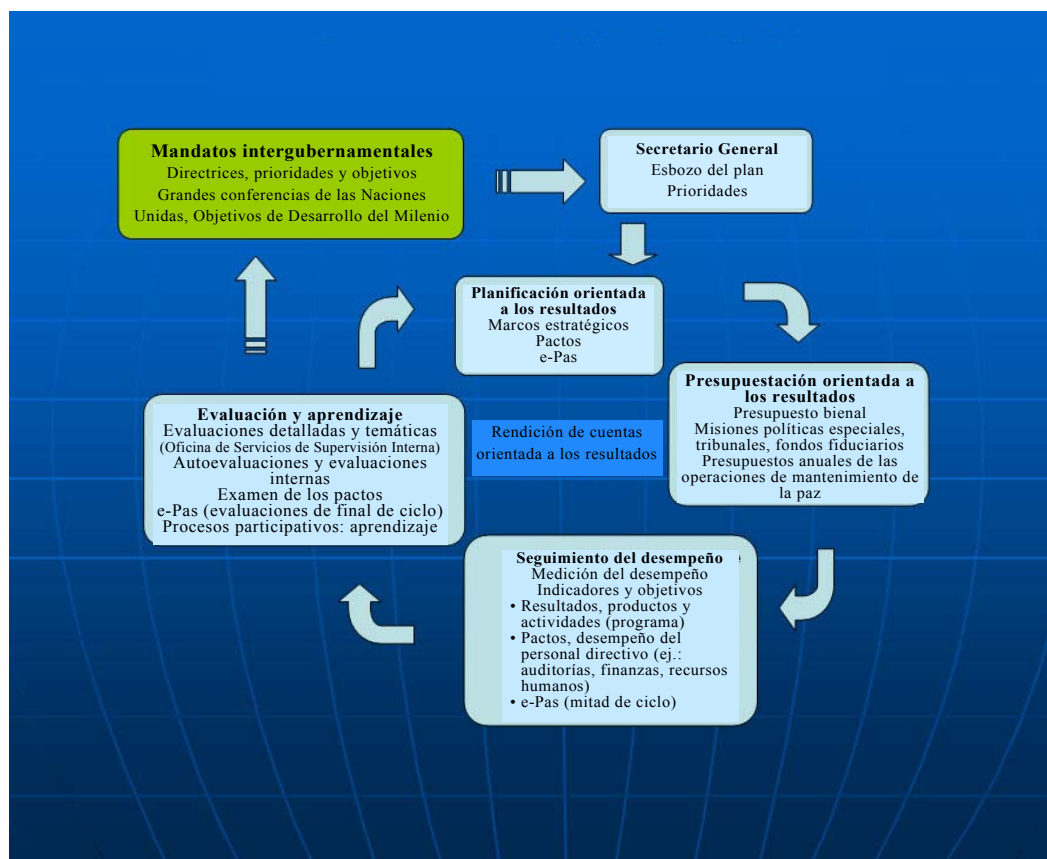 Mandatos intergubernamentales
Directrices, prioridades y objetivos
Grandes conferencias de las Naciones
Unidas, Objetivos de Desarrollo del Milenio
Secretario General
Esbozo del plan
Prioridades
Planificación orientada
a los resultados
Marcos estratégicos
Pactos
e-Pas
Presupuestación orientada a
los resultados
Presupuesto bienal
Misiones políticas especiales,
tribunales, fondos fiduciarios
Presupuestos anuales de las
operaciones de mantenimiento de
la paz
Evaluación y aprendizaje
Evaluaciones detalladas y temáticas
(Oficina de Servicios de Supervisión Interna)
Autoevaluaciones y evaluaciones
internas
Examen de los pactos
e-Pas (evaluaciones de final de ciclo)
Procesos participativos: aprendizaje
Rendición de cuentas
orientada a los resultados
Seguimiento del desempeño
Medición del desempeño
Indicadores y objetivos
• Resultados, productos y
actividades (programa)
• Pactos, desempeño del
personal directivo (ej.:
auditorías, finanzas, recursos
humanos)
• e-Pas (mitad de ciclo)